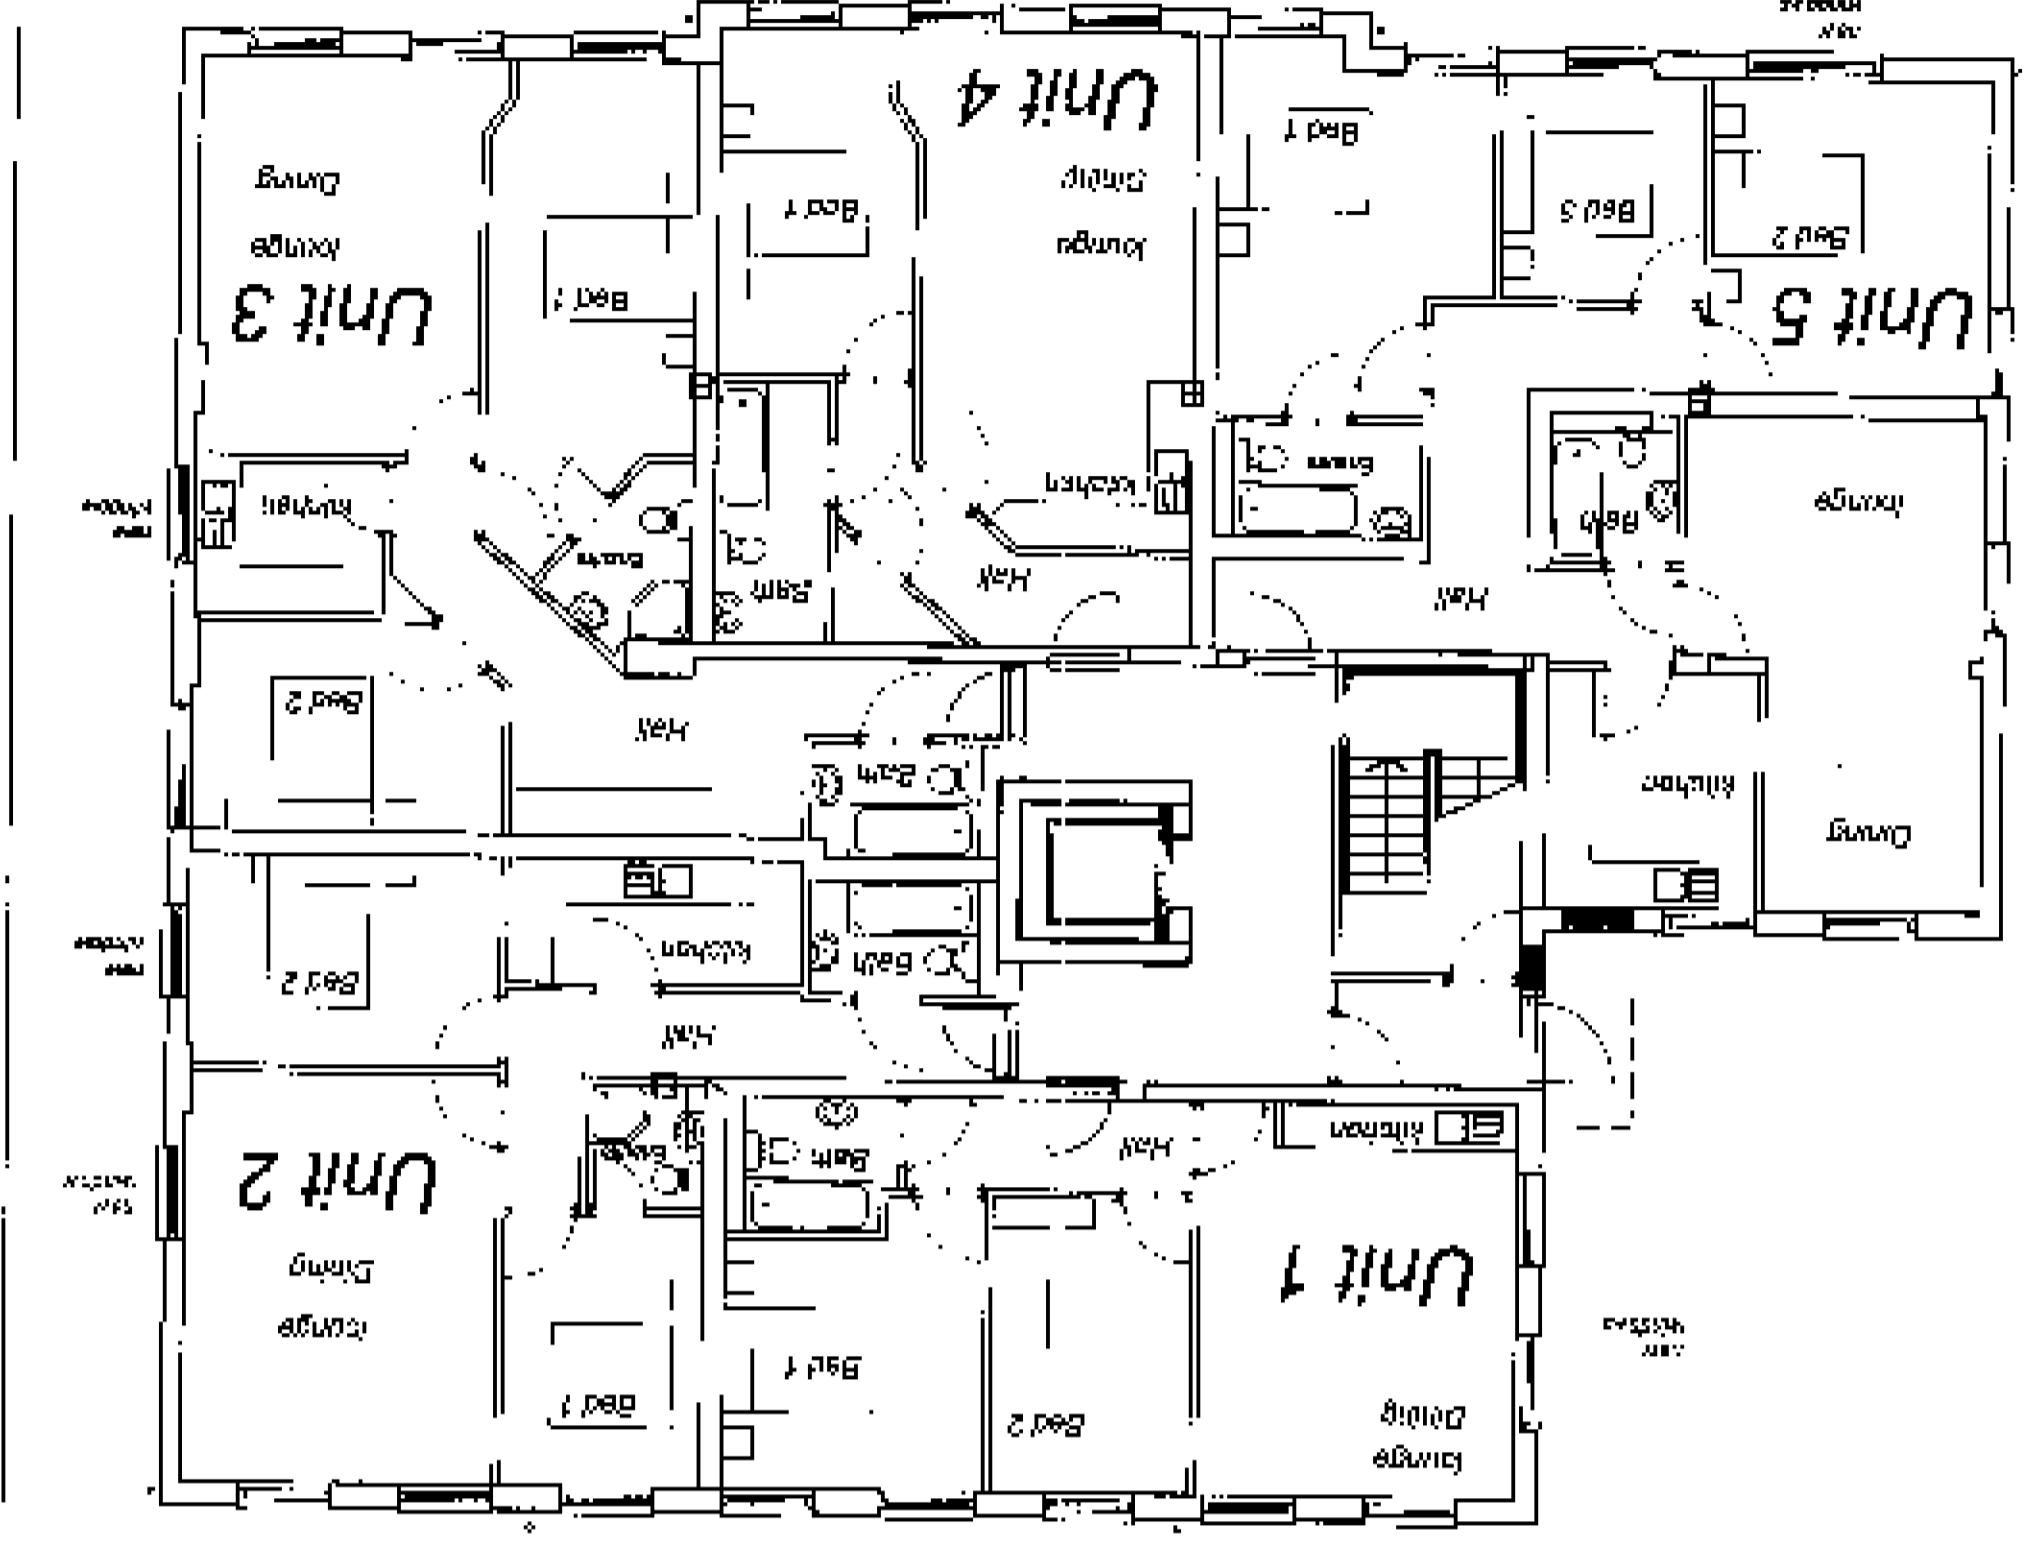 lounge
Dining
Unit 1
Bed 2
Bed 1
kitchen
Hall
Bath
Bed 1
lounge
Dining
Unit 2
Hall
Bed 2
kitchen
Bath
Dining
kitchen
lounge
Hall
Bath
Unit 5
Bed 2
Bed 3
Bed 1
Bath
Hall
Hall
Bed 2
Bath
kitchen
Unit 3
lounge
Dining
Bed 1
Hall
kitchen
lounge
Dining
Unit 4
Bed 1